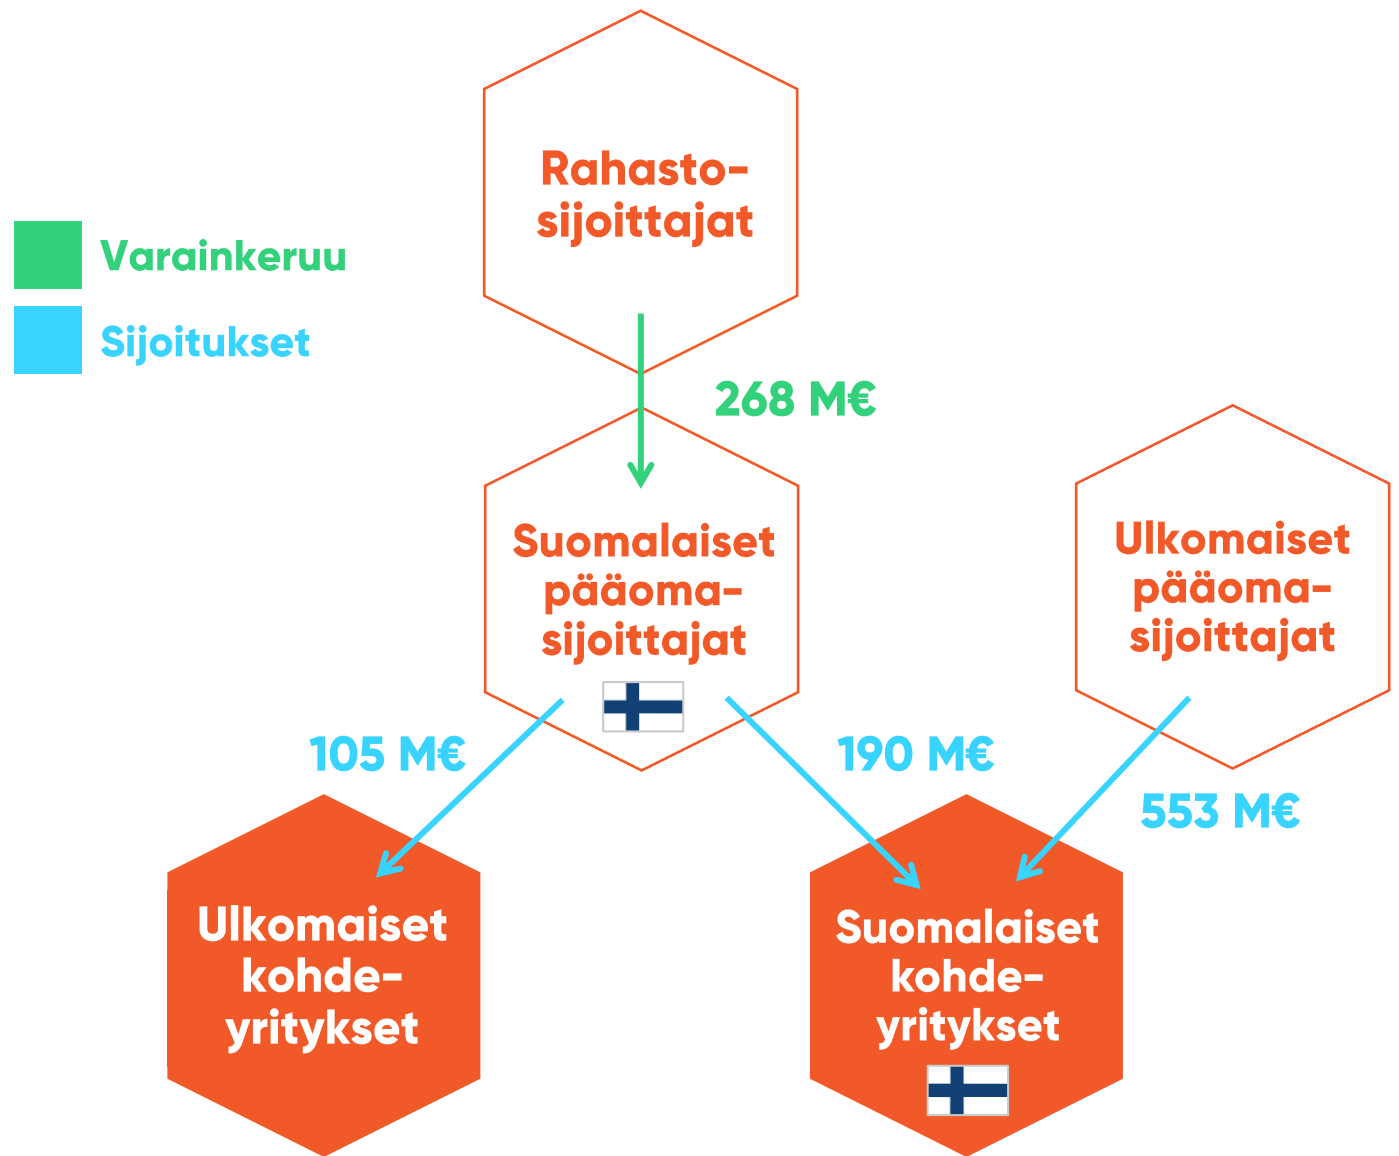 Rahasto-
sijoittajat
Varainkeruu
Sijoitukset
268 M€
Suomalaiset
pääoma-
sijoittajat
Ulkomaiset
pääoma-
sijoittajat
105 M€
190 M€
553 M€
Ulkomaiset
kohde-
yritykset
Suomalaiset
kohde-
yritykset